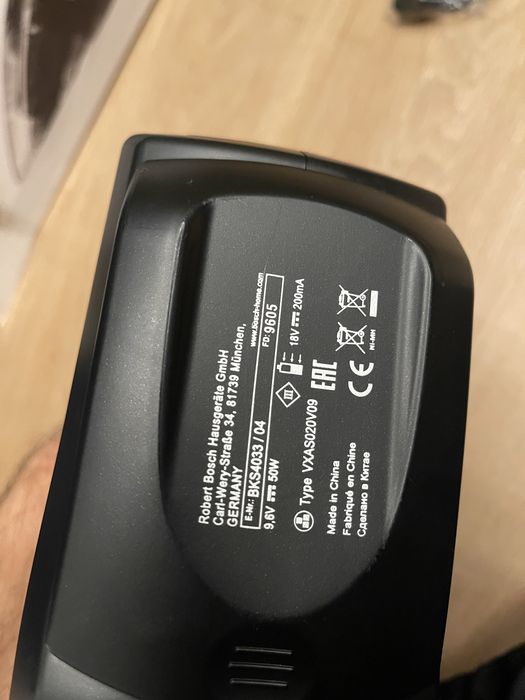 Robert Bosch Hausgeräte GmbH
Carl-Wery-Straße 34, 81739 München,
GERMANY www.bosch-home.com
E-Nr.: BKS4033 / 04 FD: 9605
9,6V 50W 18V 200mA
III
Type VXAS020V09 EAC
Made in China
Fabriqué en Chine
Сделано в Китае
CE Ni-MH